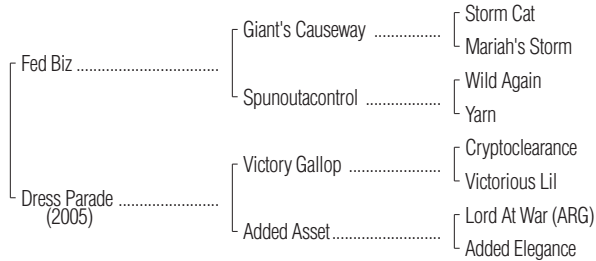 Storm Cat
Giant's Causeway ..................
Mariah's Storm
Fed Biz ................................
Wild Again
Spunoutacontrol ..................
Yarn
Cryptoclearance
Victory Gallop ......................
Victorious Lil
Dress Parade .......................
(2005)
Lord At War (ARG)
Added Asset.........................
Added Elegance